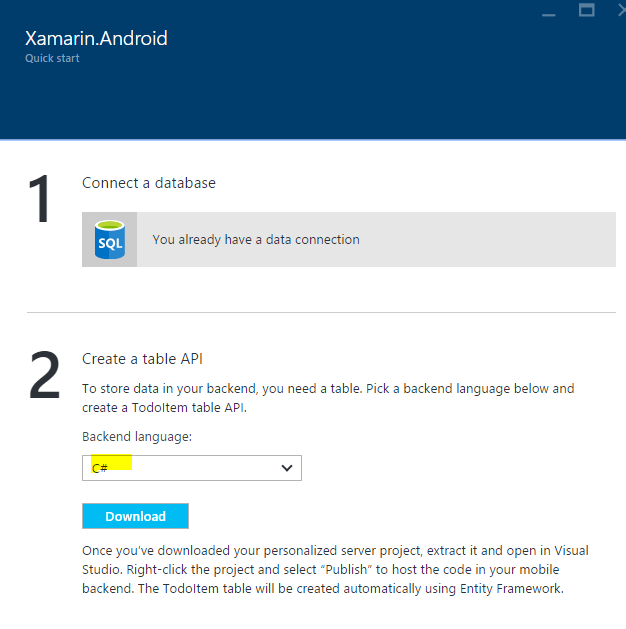 Xamarin.Android
Quick start
1
Connect a database
SQL
You already have a data connection
2
Create a table API
To store data in your backend, you need a table. Pick a backend language below and
create a TodoItem table API.
Backend language:
C#
Download
Once you've downloaded your personalized server project, extract it and open in Visual
Studio. Right-click the project and select “Publish” to host the code in your mobile
backend. The TodoItem table will be created automatically using Entity Framework.